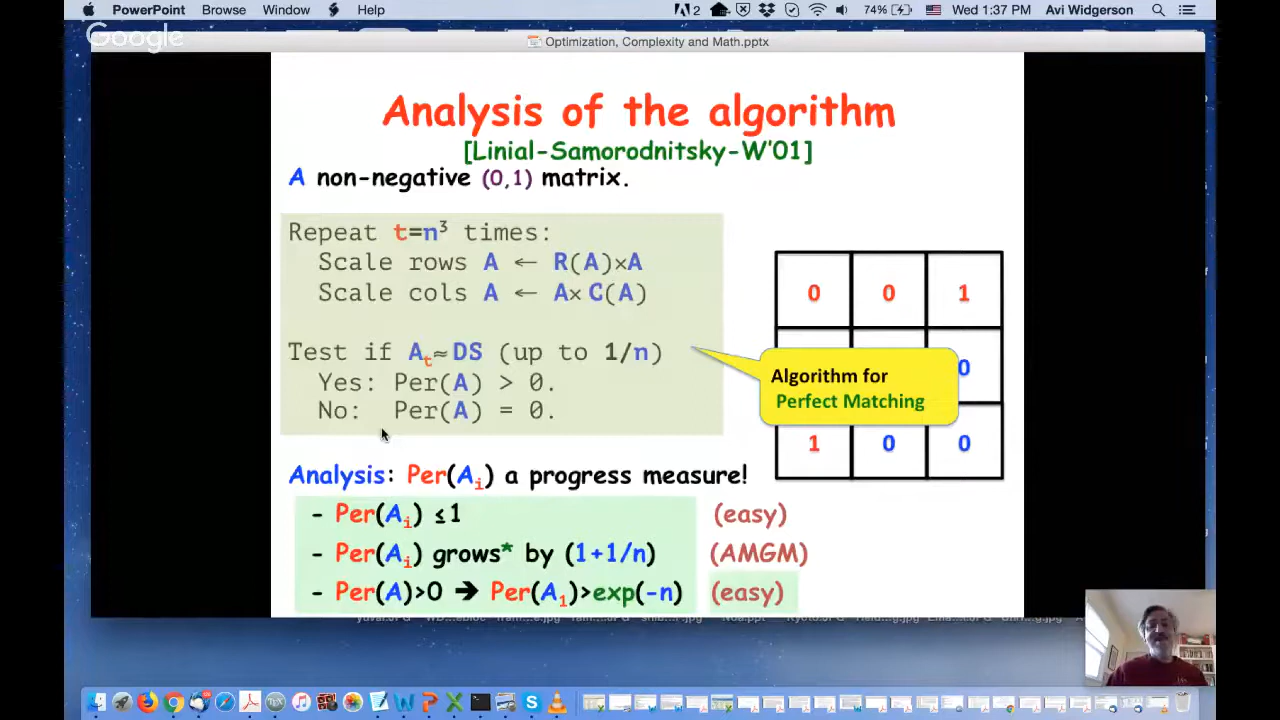 PowerPoint Browse Window Help 2 74% Wed 1:37 PM Avi Wigderson
Google
Optimization, Complexity and Math.pptx
Analysis of the algorithm
[Linial-Samorodnitsky-W'01]
A non-negative (0,1) matrix.
Repeat t=n³ times:
Scale rows A ← R(A)×A
Scale cols A ← A× C(A)
Test if Aₜ≈DS (up to 1/n)
Yes: Per(A) > 0.
No: Per(A) = 0.
0 0 1
Algorithm for
Perfect Matching
0
1 0 0
Analysis: Per(Aᵢ) a progress measure!
- Per(Aᵢ) ≤1 (easy)
- Per(Aᵢ) grows* by (1+1/n) (AMGM)
- Per(A)>0 ➔ Per(A₁)>exp(-n) (easy)